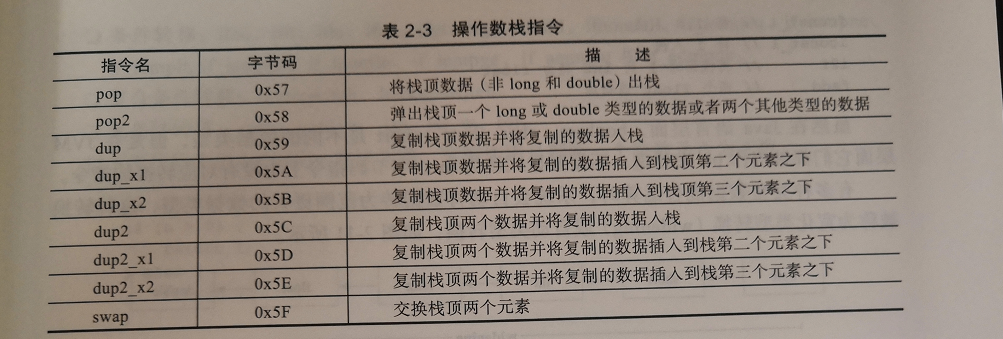 表 2-3 操作数栈指令
指令名 字节码 描 述
pop 0x57 将栈顶数据（非 long 和 double）出栈
pop2 0x58 弹出栈顶一个 long 或 double 类型的数据或者两个其他类型的数据
dup 0x59 复制栈顶数据并将复制的数据入栈
dup_x1 0x5A 复制栈顶数据并将复制的数据插入到栈顶第二个元素之下
dup_x2 0x5B 复制栈顶数据并将复制的数据插入到栈顶第三个元素之下
dup2 0x5C 复制栈顶两个数据并将复制的数据入栈
dup2_x1 0x5D 复制栈顶两个数据并将复制的数据插入到栈第二个元素之下
dup2_x2 0x5E 复制栈顶两个数据并将复制的数据插入到栈第三个元素之下
swap 0x5F 交换栈顶两个元素